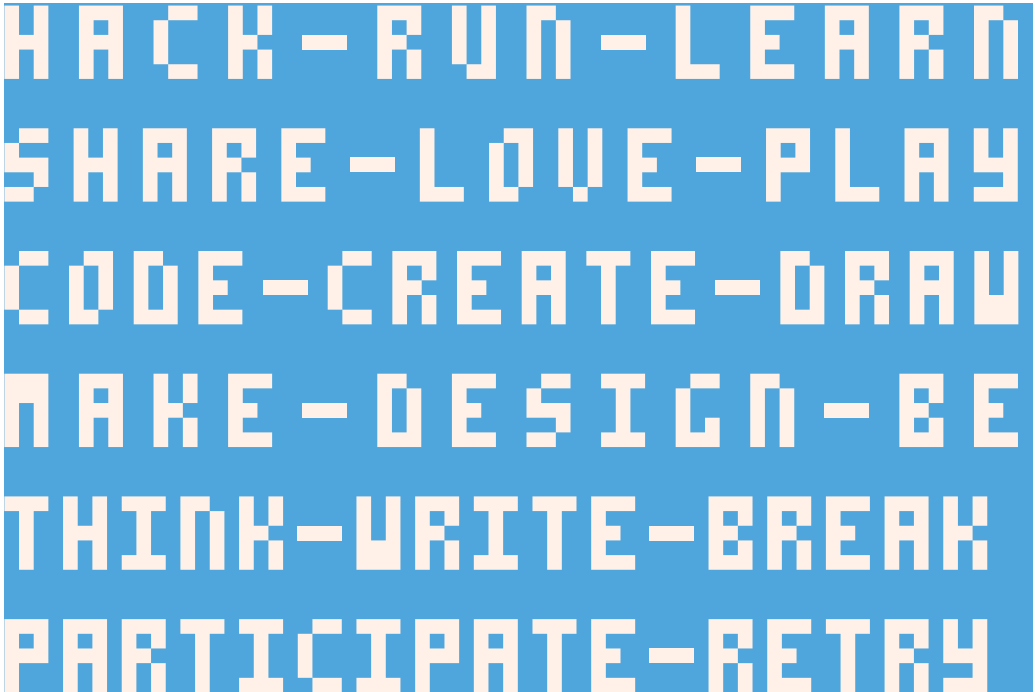 HACK-RUN-LEARN
SHARE-LOVE-PLAY
CODE-CREATE-DRAW
MAKE-DESIGN-BE
THINK-WRITE-BREAK
PARTICIPATE-RETRY